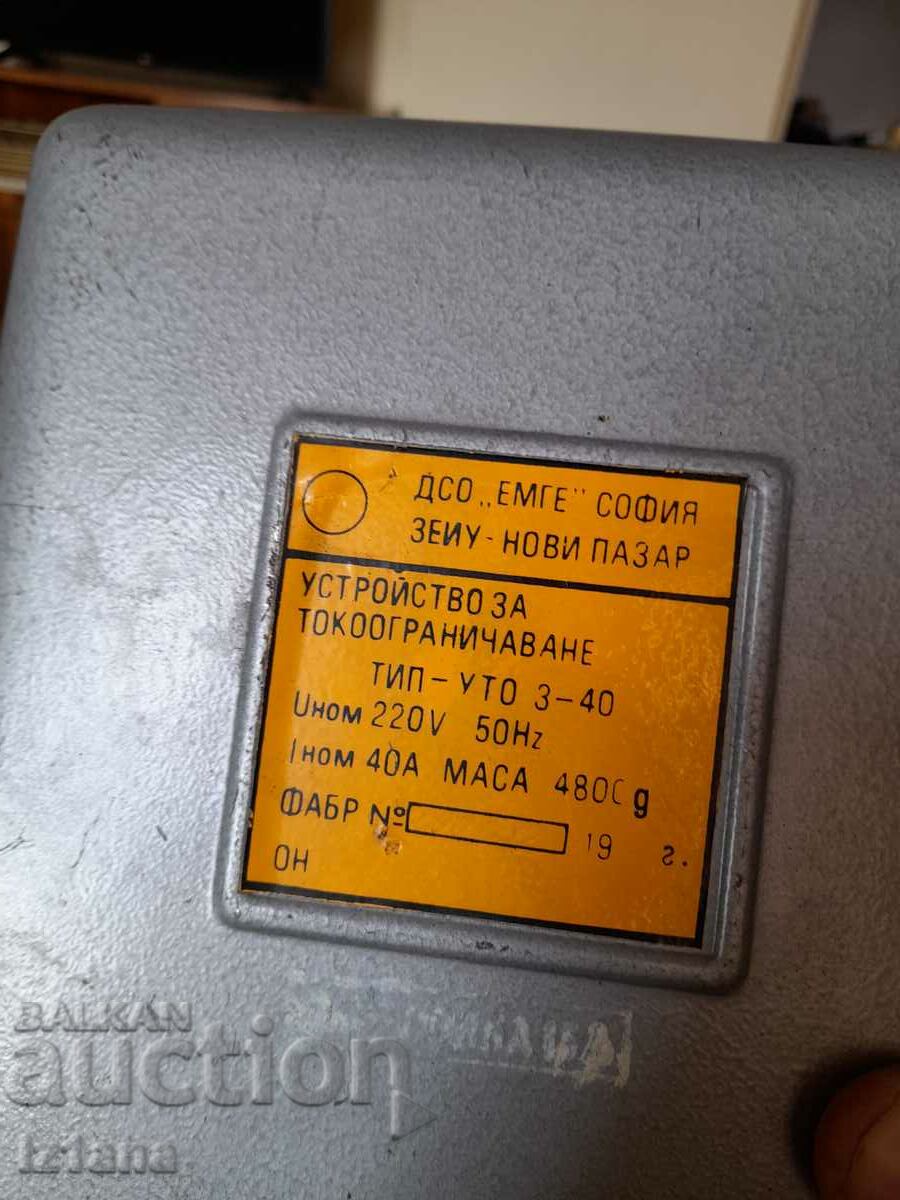 ДСО „ЕМГЕ" СОФИЯ
ЗЕИУ - НОВИ ПАЗАР
УСТРОЙСТВО ЗА
ТОКООГРАНИЧАВАНЕ
ТИП - УТО 3-40
Uном 220V 50Hz
Iном 40A МАСА 4800 g
ФАБР № 19 г.
ОН
BALKAN
auction
Iziana